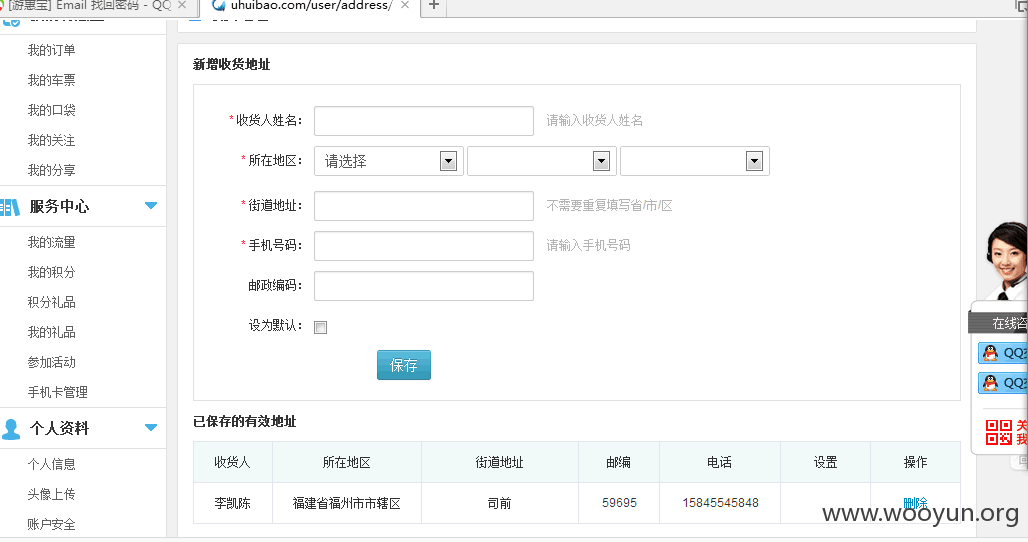 [游惠宝] Email 找回密码 - QQ
uhuibao.com/user/address/
我的订单
我的车票
我的口袋
我的关注
我的分享
服务中心
我的流量
我的积分
积分礼品
我的礼品
参加活动
手机卡管理
个人资料
个人信息
头像上传
账户安全
新增收货地址
*收货人姓名: 请输入收货人姓名
*所在地区: 请选择
*街道地址: 不需要重复填写省/市/区
*手机号码: 请输入手机号码
邮政编码:
设为默认:
保存
已保存的有效地址
收货人 所在地区 街道地址 邮编 电话 设置 操作
李凯陈 福建省福州市市辖区 司前 59695 15845545848 删除
在线咨
QQ交
QQ交
关
我
www.wooyun.org